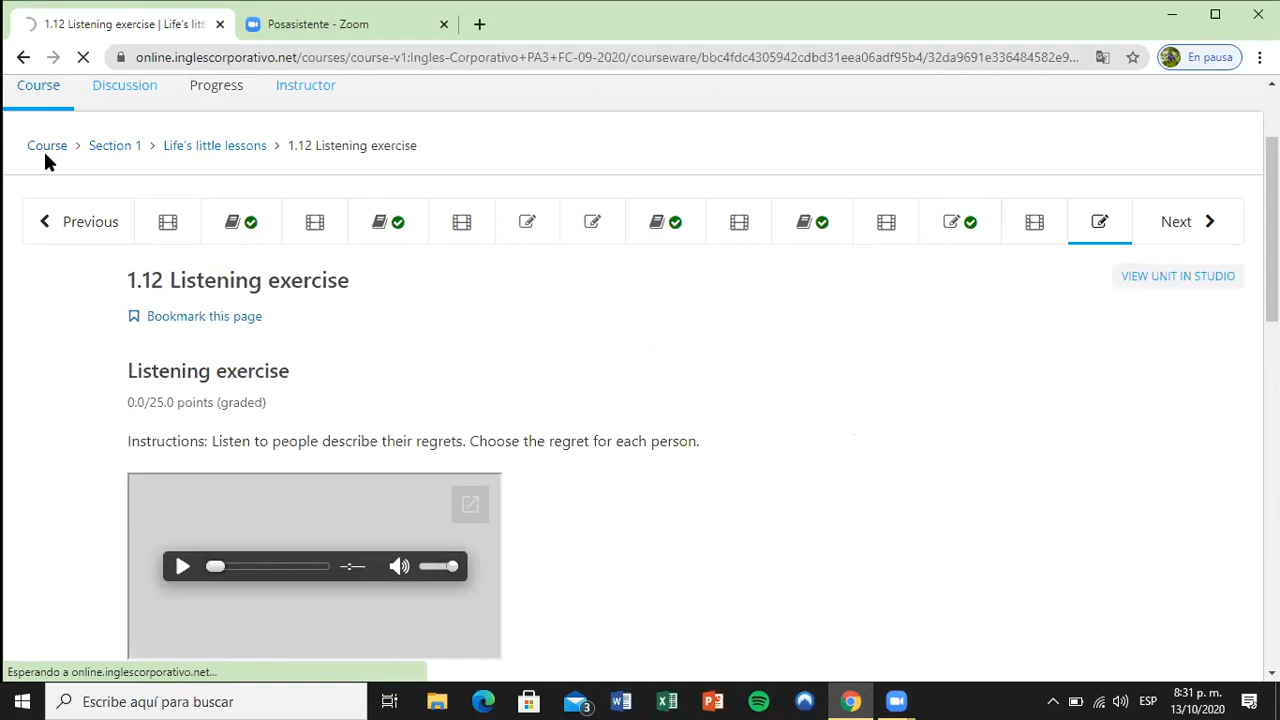 1.12 Listening exercise | Life's litt
Posasistente - Zoom
online.inglescorporativo.net/courses/course-v1:Ingles-Corporativo+PA3+FC-09-2020/courseware/bbc4fdc4305942cdbd31eea06adf95b4/32da9691e336484582e9...
En pausa
Course Discussion Progress Instructor
Course > Section 1 > Life's little lessons > 1.12 Listening exercise
Previous Next
1.12 Listening exercise
VIEW UNIT IN STUDIO
Bookmark this page
Listening exercise
0.0/25.0 points (graded)
Instructions: Listen to people describe their regrets. Choose the regret for each person.
-:--
Esperando a online.inglescorporativo.net...
Escribe aquí para buscar
3
ESP
8:31 p. m.
13/10/2020